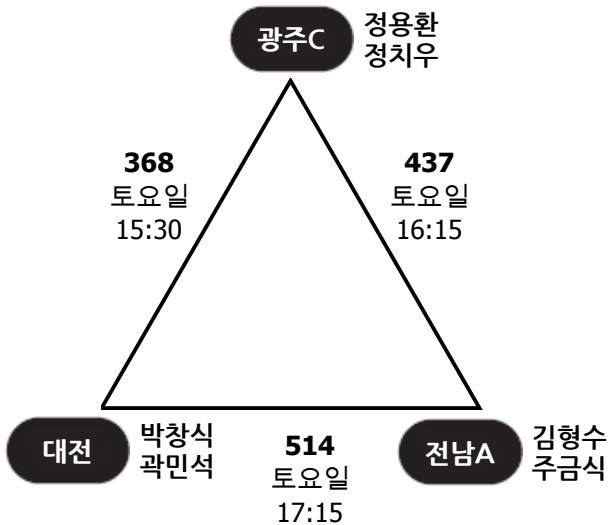 광주C
정용환
정치우
368
토요일
15:30
437
토요일
16:15
대전
박창식
곽민석
514
토요일
17:15
전남A
김형수
주금식